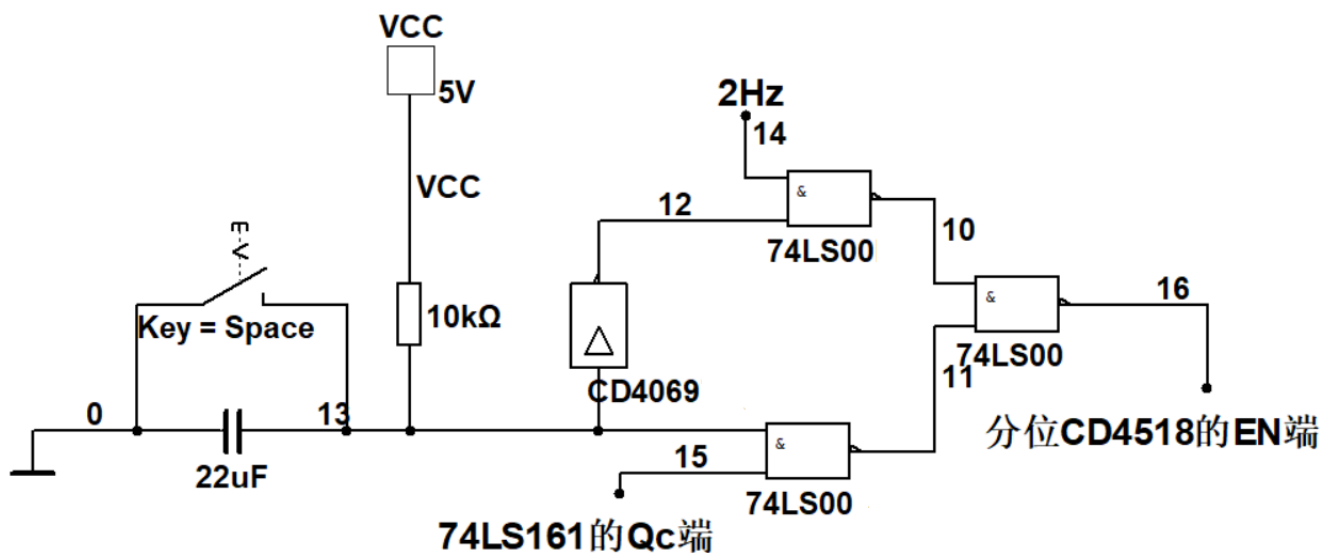 VCC
5V
2Hz
14
VCC
12
&
10
74LS00
E
V
Key = Space
10kΩ
&
16
74LS00
CD4069
11
0
13
分位CD4518的EN端
22uF
15
&
74LS00
74LS161的Qc端